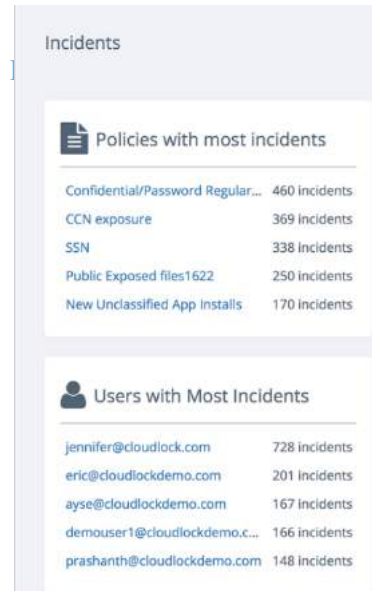 Incidents
Policies with most incidents
Confidential/Password Regular... 460 incidents
CCN exposure 369 incidents
SSN 338 incidents
Public Exposed files1622 250 incidents
New Unclassified App Installs 170 incidents
Users with Most Incidents
jennifer@cloudlock.com 728 incidents
eric@cloudlockdemo.com 201 incidents
ayse@cloudlockdemo.com 167 incidents
demouser1@cloudlockdemo.c... 166 incidents
prashanth@cloudlockdemo.com 148 incidents